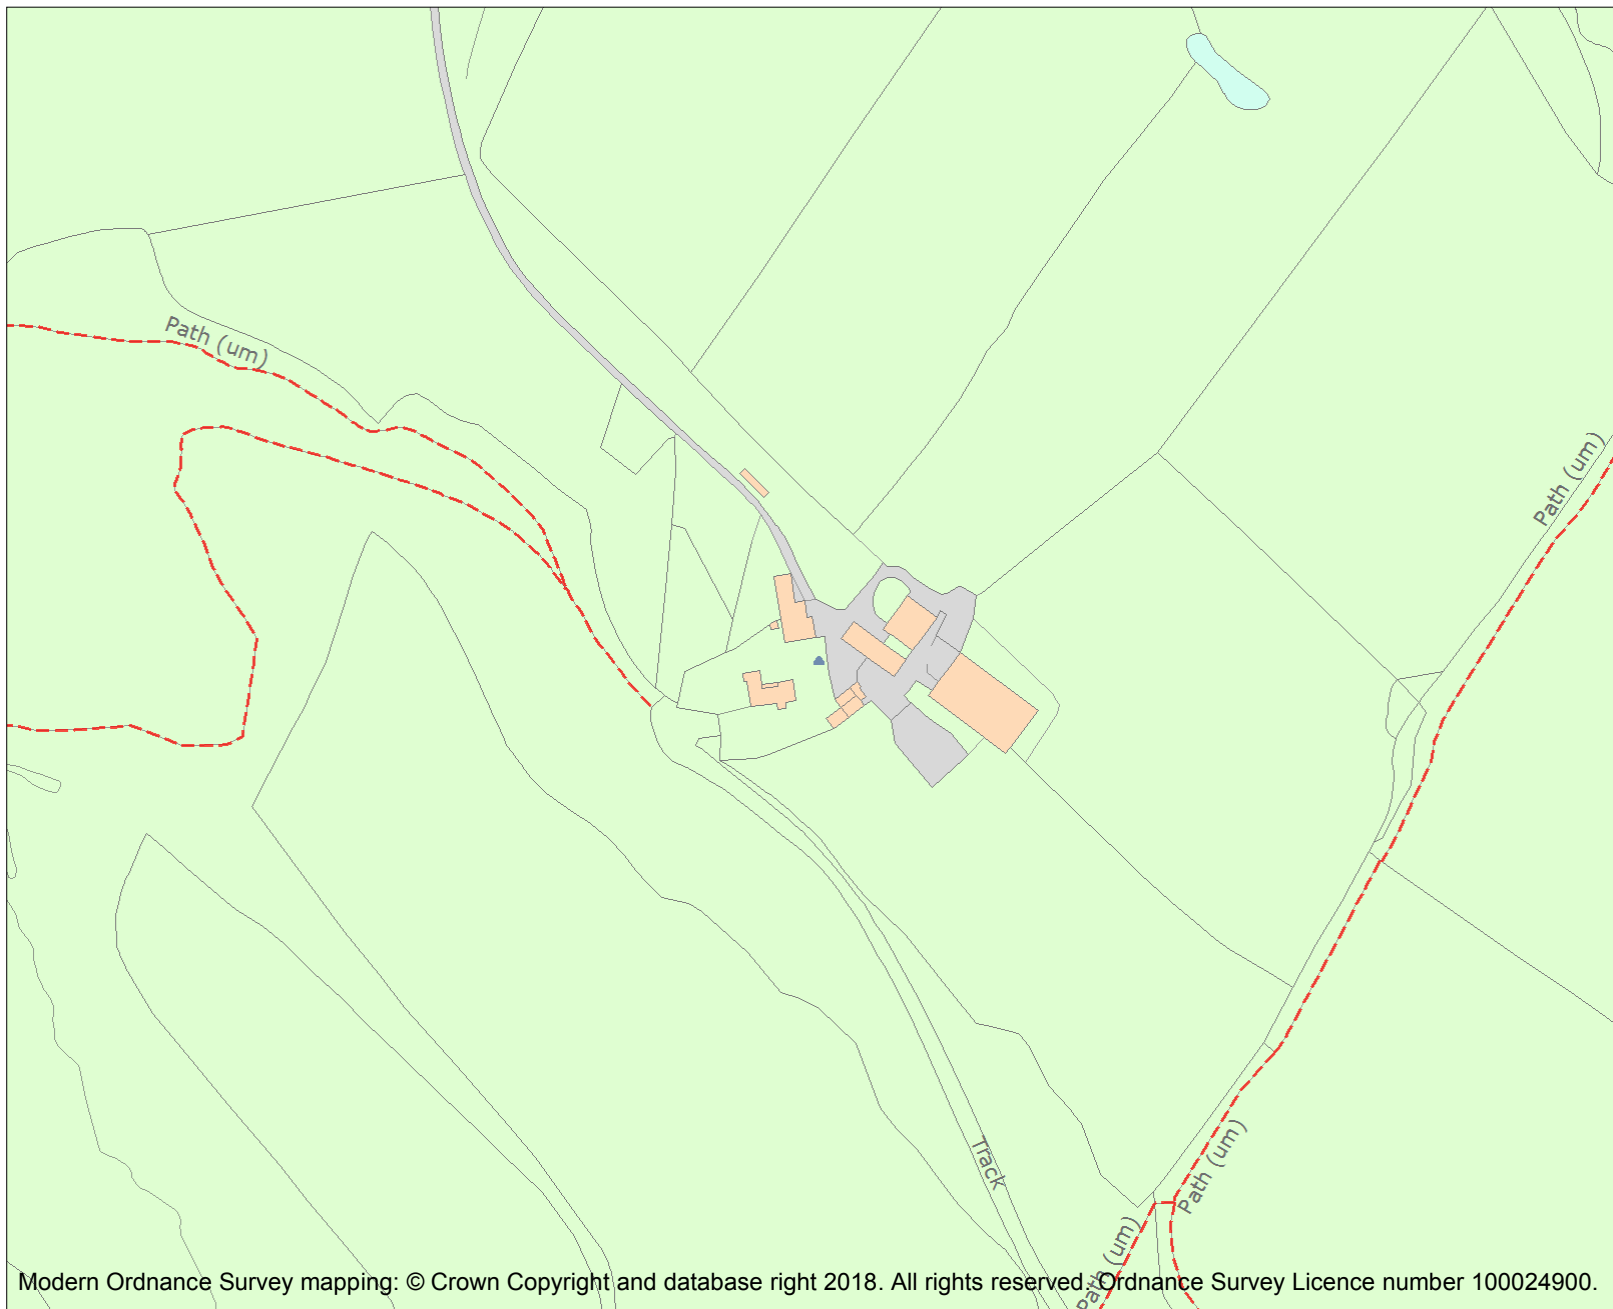 Path (um)
Path (um)
Path (um)
Track
Path (um)
Modern Ordnance Survey mapping: © Crown Copyright and database right 2018. All rights reserved. Ordnance Survey Licence number 100024900.